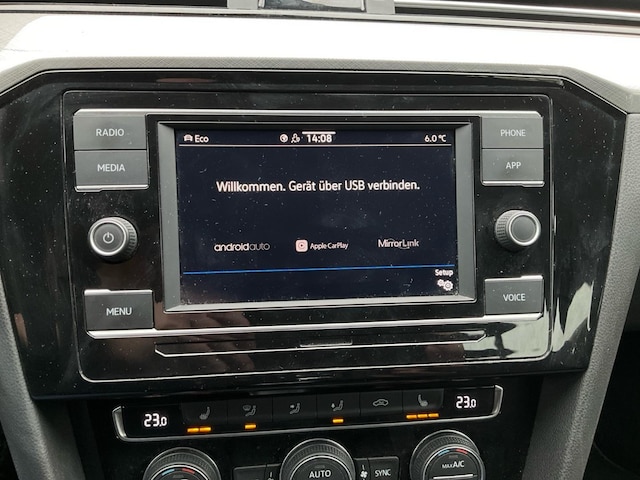 RADIO
PHONE
MEDIA
APP
Eco 14:08 6.0 °C
Willkommen. Gerät über USB verbinden.
androidauto Apple CarPlay MirrorLink
Setup
MENU
VOICE
23.0
23.0
AUTO
SYNC
MAX A/C